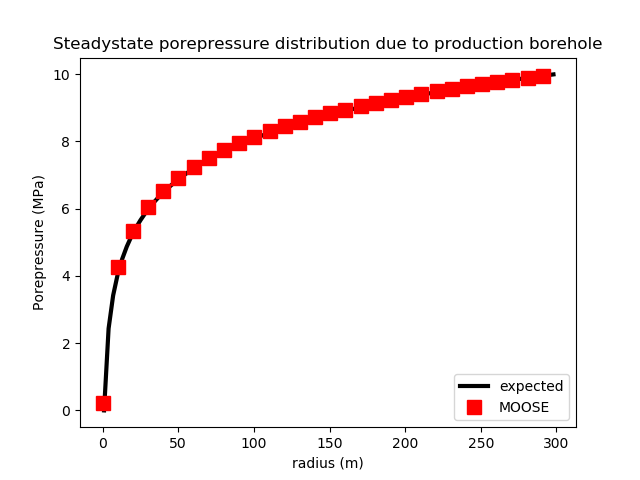 Steadystate porepressure distribution due to production borehole
10
8
6
4
2
0
Porepressure (MPa)
expected
MOOSE
0 50 100 150 200 250 300
radius (m)